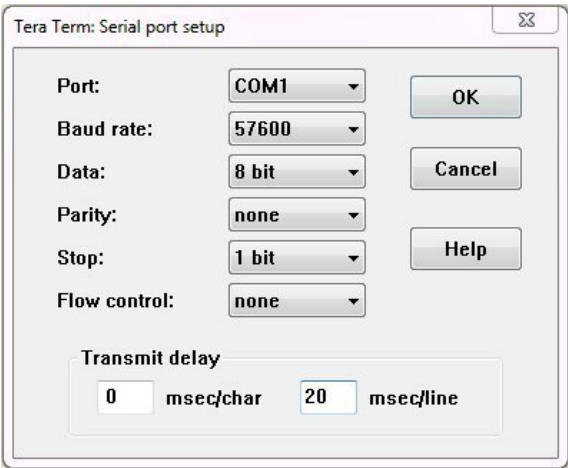 Tera Term: Serial port setup
Port: COM1 OK
Baud rate: 57600
Data: 8 bit Cancel
Parity: none
Stop: 1 bit Help
Flow control: none
Transmit delay
0 msec/char 20 msec/line